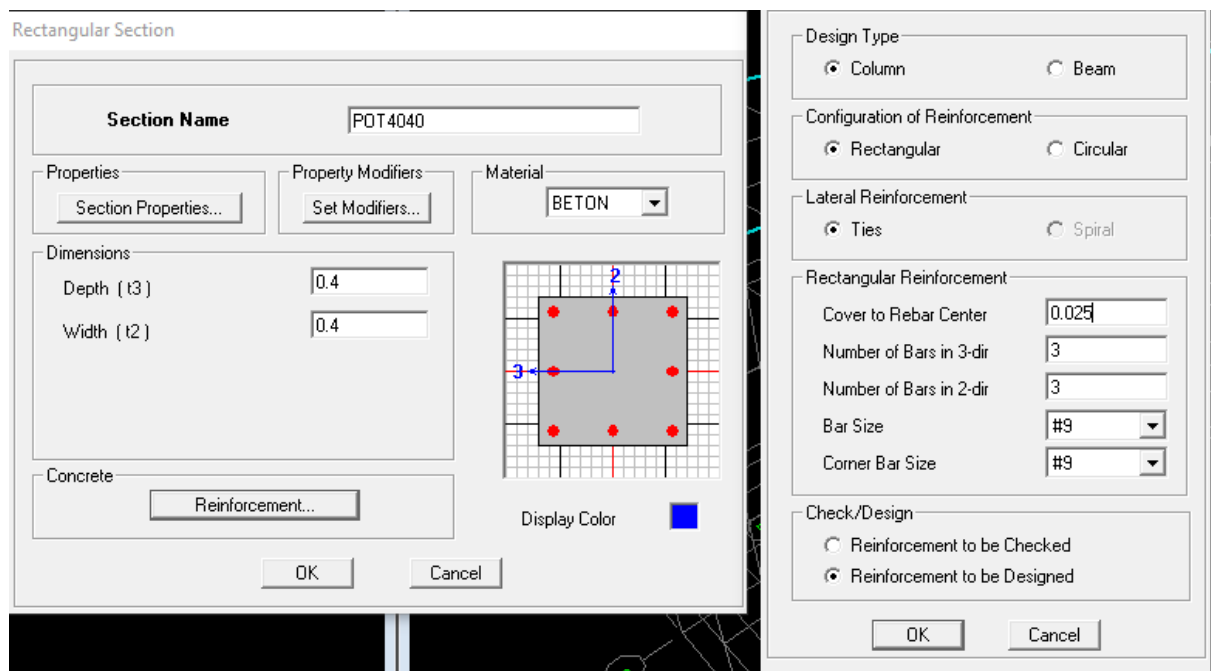 Rectangular Section
Section Name POT4040
Properties Property Modifiers Material
Section Properties... Set Modifiers... BETON
Dimensions
Depth ( t3 ) 0.4
Width ( t2 ) 0.4
2
3
Concrete
Reinforcement...
Display Color
OK Cancel
Design Type
Column Beam
Configuration of Reinforcement
Rectangular Circular
Lateral Reinforcement
Ties Spiral
Rectangular Reinforcement
Cover to Rebar Center 0.025
Number of Bars in 3-dir 3
Number of Bars in 2-dir 3
Bar Size #9
Corner Bar Size #9
Check/Design
Reinforcement to be Checked
Reinforcement to be Designed
OK Cancel